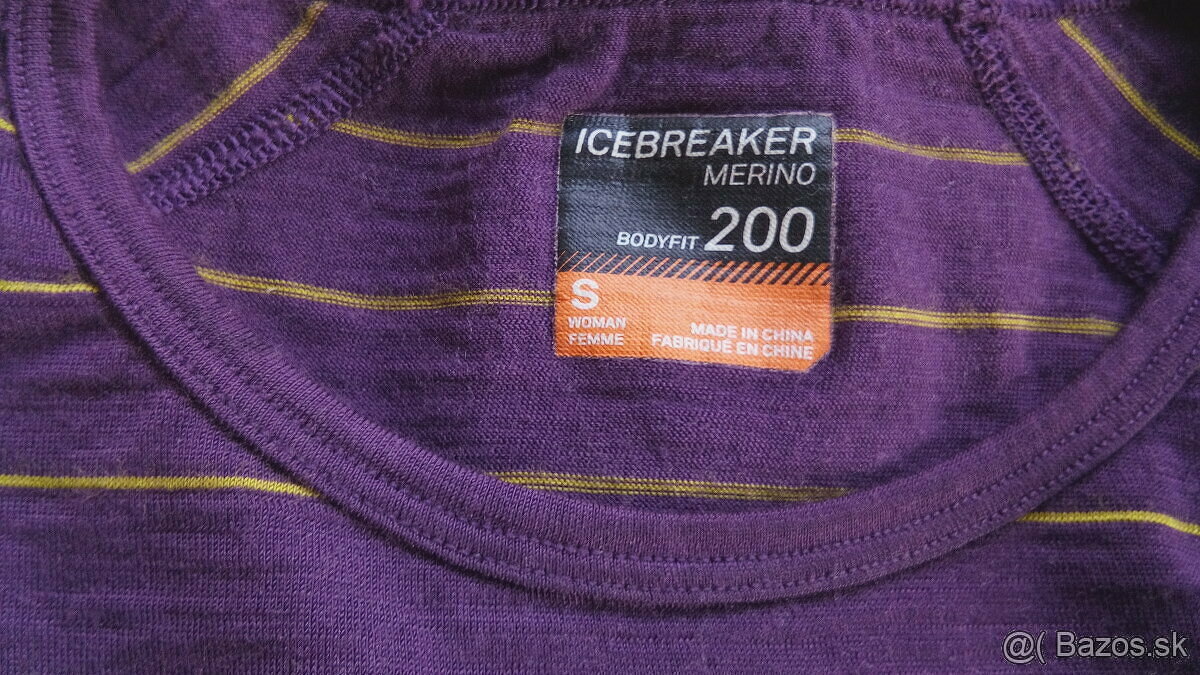 ICEBREAKER
MERINO
BODYFIT 200
S
WOMAN
FEMME
MADE IN CHINA
FABRIQUÉ EN CHINE
@( Bazos.sk